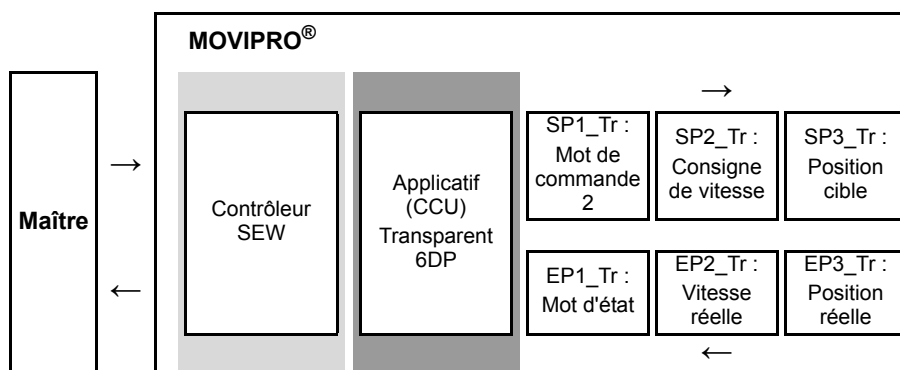 MOVIPRO®
→
Maître
→
←
Contrôleur
SEW
Applicatif
(CCU)
Transparent
6DP
SP1_Tr :
Mot de
commande
2
SP2_Tr :
Consigne
de vitesse
SP3_Tr :
Position
cible
EP1_Tr :
Mot d'état
EP2_Tr :
Vitesse
réelle
EP3_Tr :
Position
réelle
←